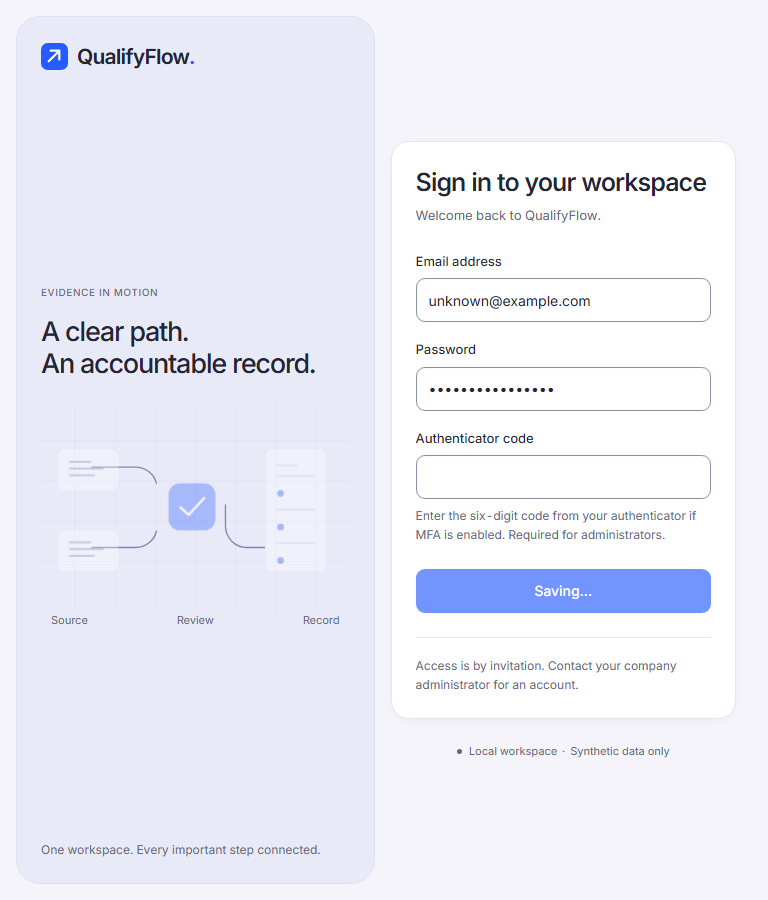 QualifyFlow.
EVIDENCE IN MOTION
A clear path.
An accountable record.
Source
Review
Record
One workspace. Every important step connected.
Sign in to your workspace
Welcome back to QualifyFlow.
Email address
unknown@example.com
Password
••••••••••••••••
Authenticator code
Enter the six-digit code from your authenticator if
MFA is enabled. Required for administrators.
Saving...
Access is by invitation. Contact your company
administrator for an account.
Local workspace · Synthetic data only